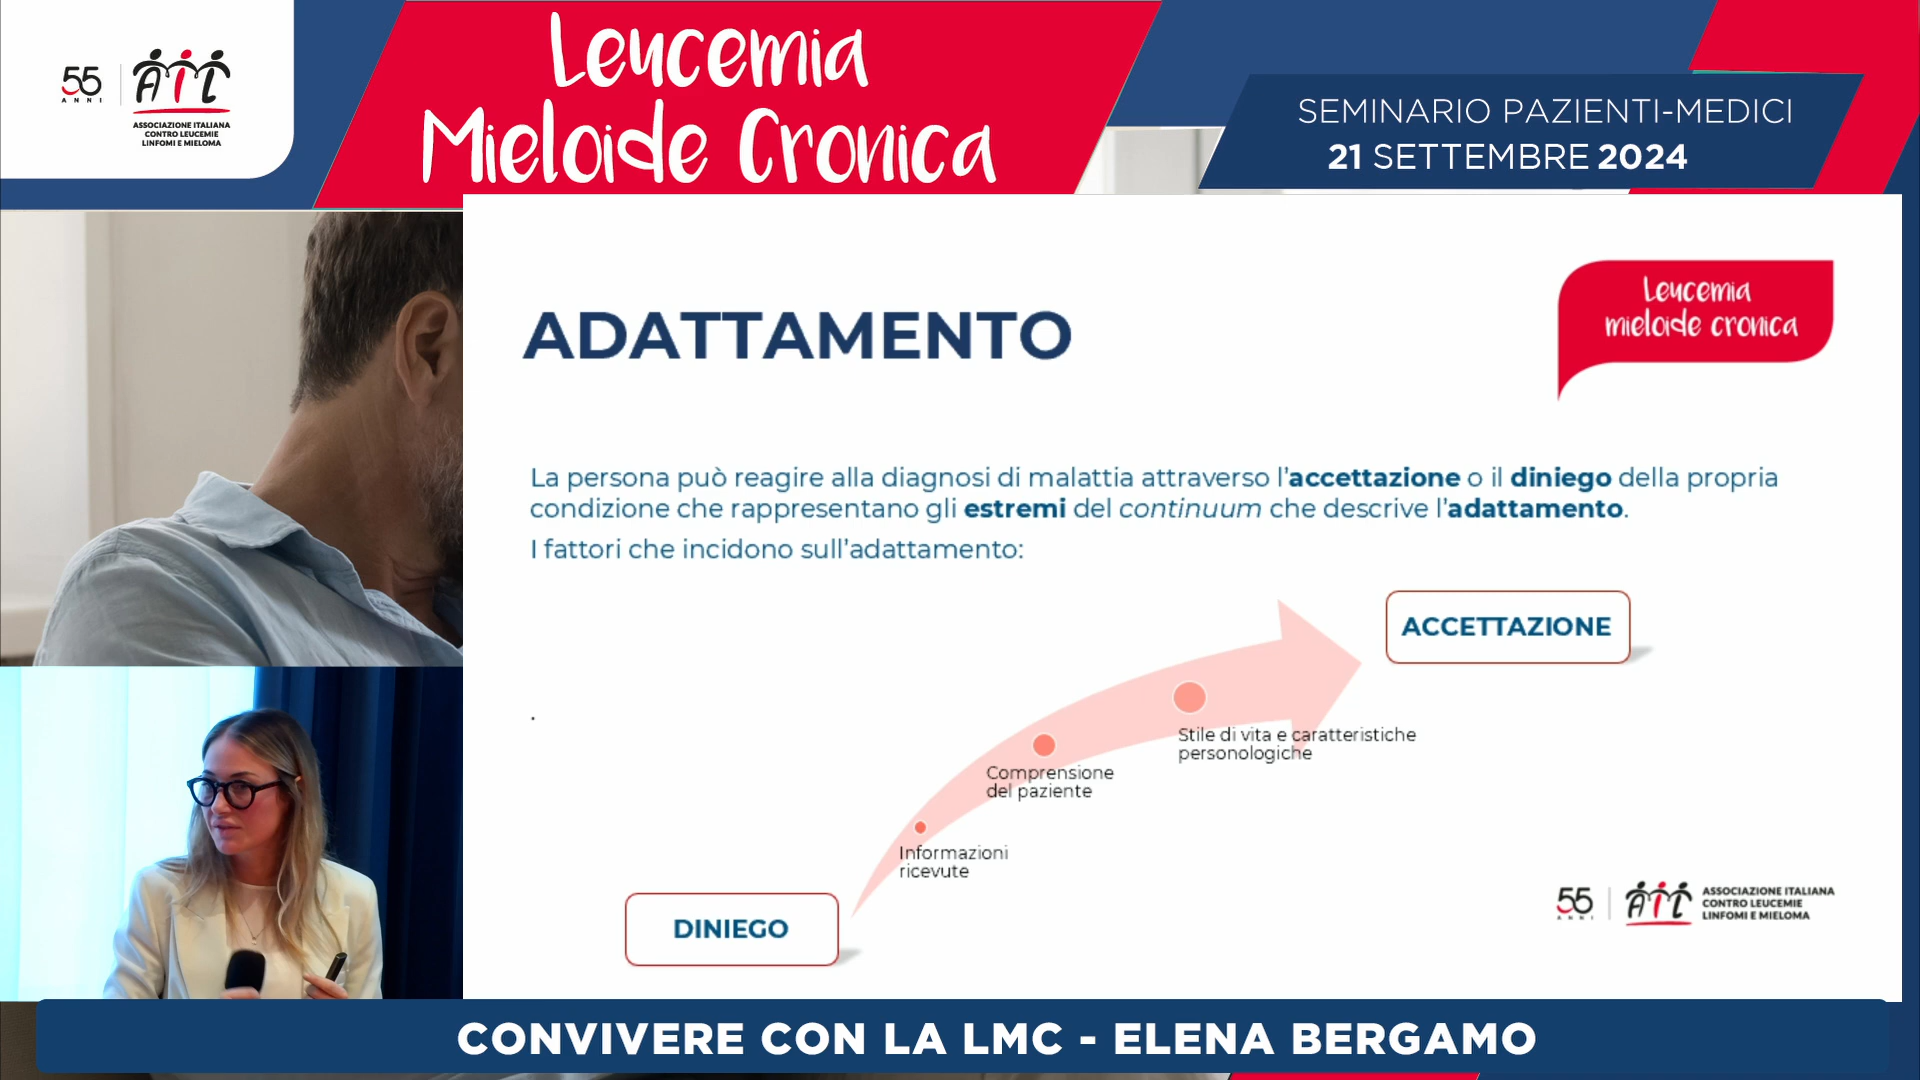 55
ANNI
AIL
ASSOCIAZIONE ITALIANA
CONTRO LEUCEMIE
LINFOMI E MIELOMA
Leucemia
Mieloide Cronica
SEMINARIO PAZIENTI-MEDICI
21 SETTEMBRE 2024
Leucemia
mieloide cronica
ADATTAMENTO
La persona può reagire alla diagnosi di malattia attraverso l'accettazione o il diniego della propria
condizione che rappresentano gli estremi del continuum che descrive l'adattamento.
I fattori che incidono sull'adattamento:
ACCETTAZIONE
.
Stile di vita e caratteristiche
personologiche
Comprensione
del paziente
Informazioni
ricevute
DINIEGO
55
ANNI
AIL
ASSOCIAZIONE ITALIANA
CONTRO LEUCEMIE
LINFOMI E MIELOMA
CONVIVERE CON LA LMC - ELENA BERGAMO